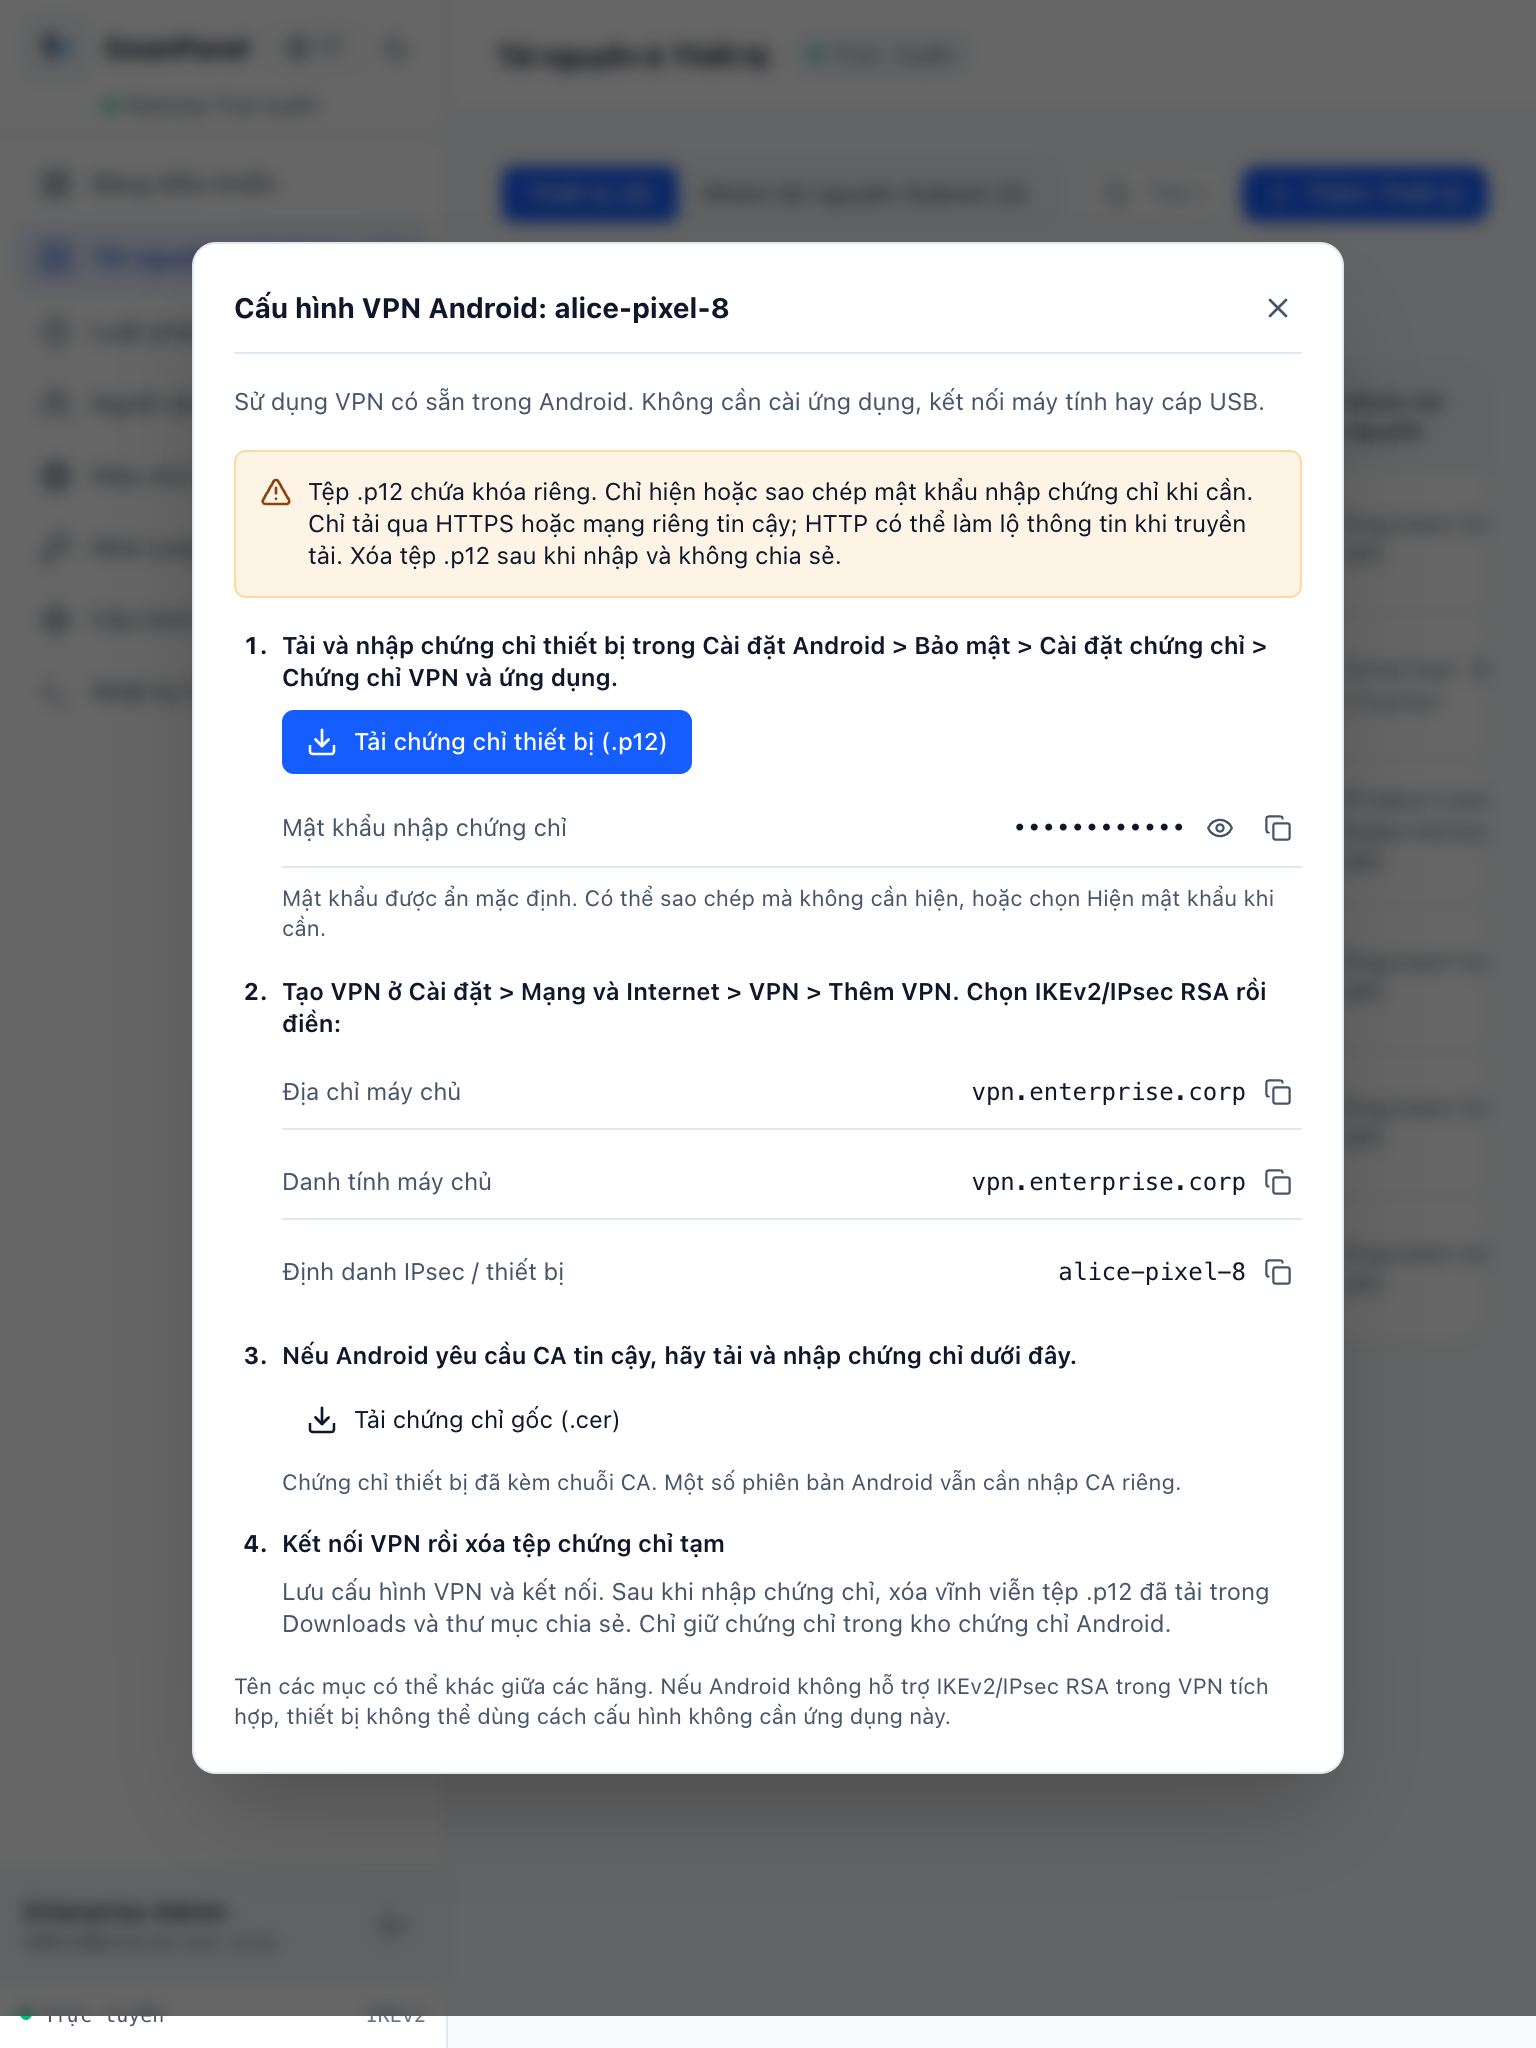 Cấu hình VPN Android: alice-pixel-8
Sử dụng VPN có sẵn trong Android. Không cần cài ứng dụng, kết nối máy tính hay cáp USB.
Tệp .p12 chứa khóa riêng. Chỉ hiện hoặc sao chép mật khẩu nhập chứng chỉ khi cần.
Chỉ tải qua HTTPS hoặc mạng riêng tin cậy; HTTP có thể làm lộ thông tin khi truyền
tải. Xóa tệp .p12 sau khi nhập và không chia sẻ.
1. Tải và nhập chứng chỉ thiết bị trong Cài đặt Android > Bảo mật > Cài đặt chứng chỉ >
Chứng chỉ VPN và ứng dụng.
Tải chứng chỉ thiết bị (.p12)
Mật khẩu nhập chứng chỉ ••••••••••••
Mật khẩu được ẩn mặc định. Có thể sao chép mà không cần hiện, hoặc chọn Hiện mật khẩu khi
cần.
2. Tạo VPN ở Cài đặt > Mạng và Internet > VPN > Thêm VPN. Chọn IKEv2/IPsec RSA rồi
điền:
Địa chỉ máy chủ vpn.enterprise.corp
Danh tính máy chủ vpn.enterprise.corp
Định danh IPsec / thiết bị alice-pixel-8
3. Nếu Android yêu cầu CA tin cậy, hãy tải và nhập chứng chỉ dưới đây.
Tải chứng chỉ gốc (.cer)
Chứng chỉ thiết bị đã kèm chuỗi CA. Một số phiên bản Android vẫn cần nhập CA riêng.
4. Kết nối VPN rồi xóa tệp chứng chỉ tạm
Lưu cấu hình VPN và kết nối. Sau khi nhập chứng chỉ, xóa vĩnh viễn tệp .p12 đã tải trong
Downloads và thư mục chia sẻ. Chỉ giữ chứng chỉ trong kho chứng chỉ Android.
Tên các mục có thể khác giữa các hãng. Nếu Android không hỗ trợ IKEv2/IPsec RSA trong VPN tích
hợp, thiết bị không thể dùng cách cấu hình không cần ứng dụng này.
Trực tuyến IKEv2